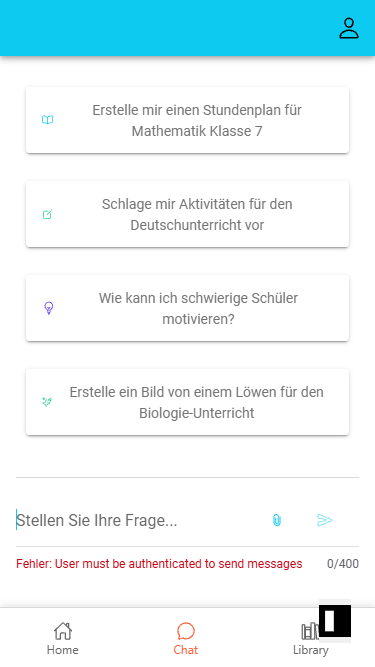 Erstelle mir einen Stundenplan für
Mathematik Klasse 7
Schlage mir Aktivitäten für den
Deutschunterricht vor
Wie kann ich schwierige Schüler
motivieren?
Erstelle ein Bild von einem Löwen für den
Biologie-Unterricht
Stellen Sie Ihre Frage...
Fehler: User must be authenticated to send messages 0/400
Home Chat Library